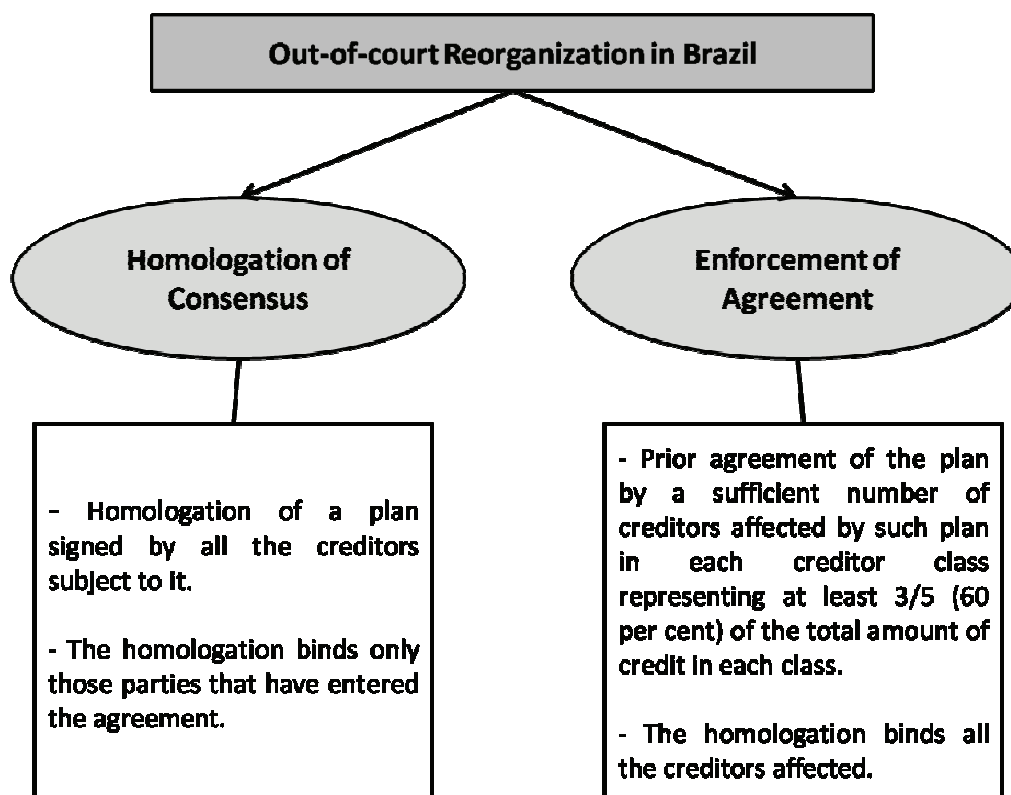 Out-of-court Reorganization in Brazil
Homologation of
Consensus
Enforcement of
Agreement
- Homologation of a plan
signed by all the creditors
subject to it.
- The homologation binds only
those parties that have entered
the agreement.
- Prior agreement of the plan
by a sufficient number of
creditors affected by such plan
in each creditor class
representing at least 3/5 (60
per cent) of the total amount of
credit in each class.
- The homologation binds all
the creditors affected.